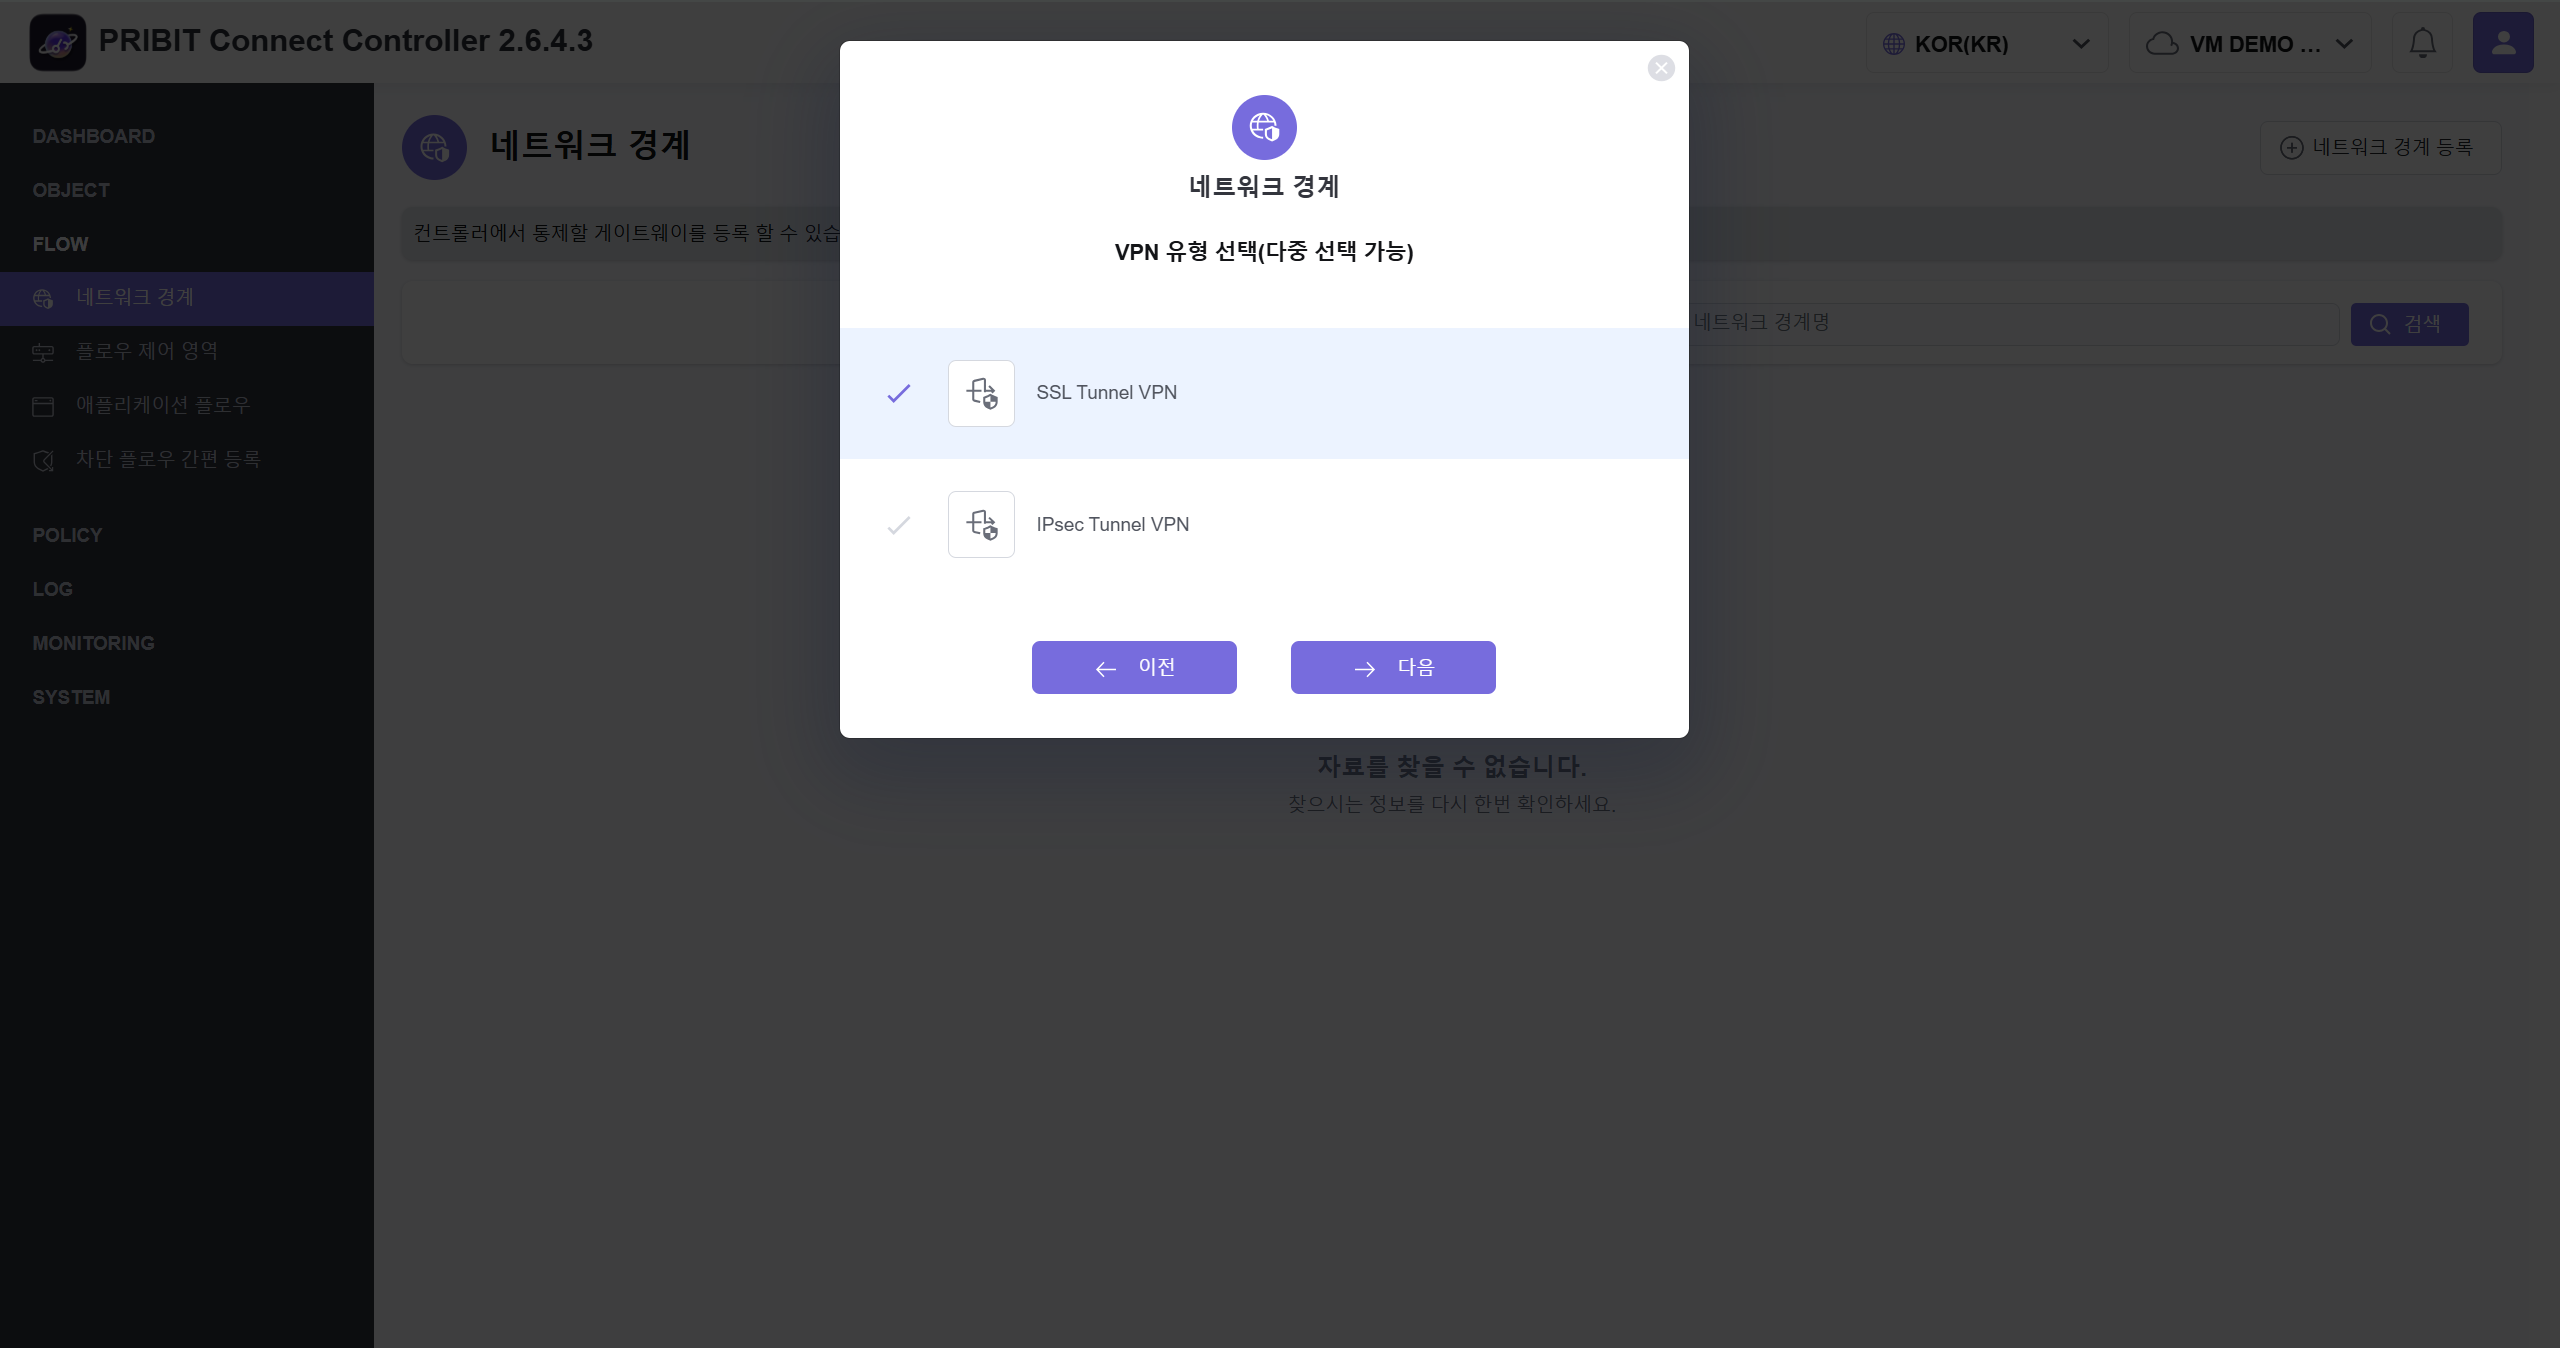 PRIBIT Connect Controller 2.6.4.3
KOR(KR)
VM DEMO ...
DASHBOARD
OBJECT
FLOW
네트워크 경계
플로우 제어 영역
애플리케이션 플로우
차단 플로우 간편 등록
POLICY
LOG
MONITORING
SYSTEM
네트워크 경계
네트워크 경계 등록
컨트롤러에서 통제할 게이트웨이를 등록 할 수 있습
네트워크 경계명
검색
네트워크 경계
VPN 유형 선택(다중 선택 가능)
SSL Tunnel VPN
IPsec Tunnel VPN
이전
다음
자료를 찾을 수 없습니다.
찾으시는 정보를 다시 한번 확인하세요.